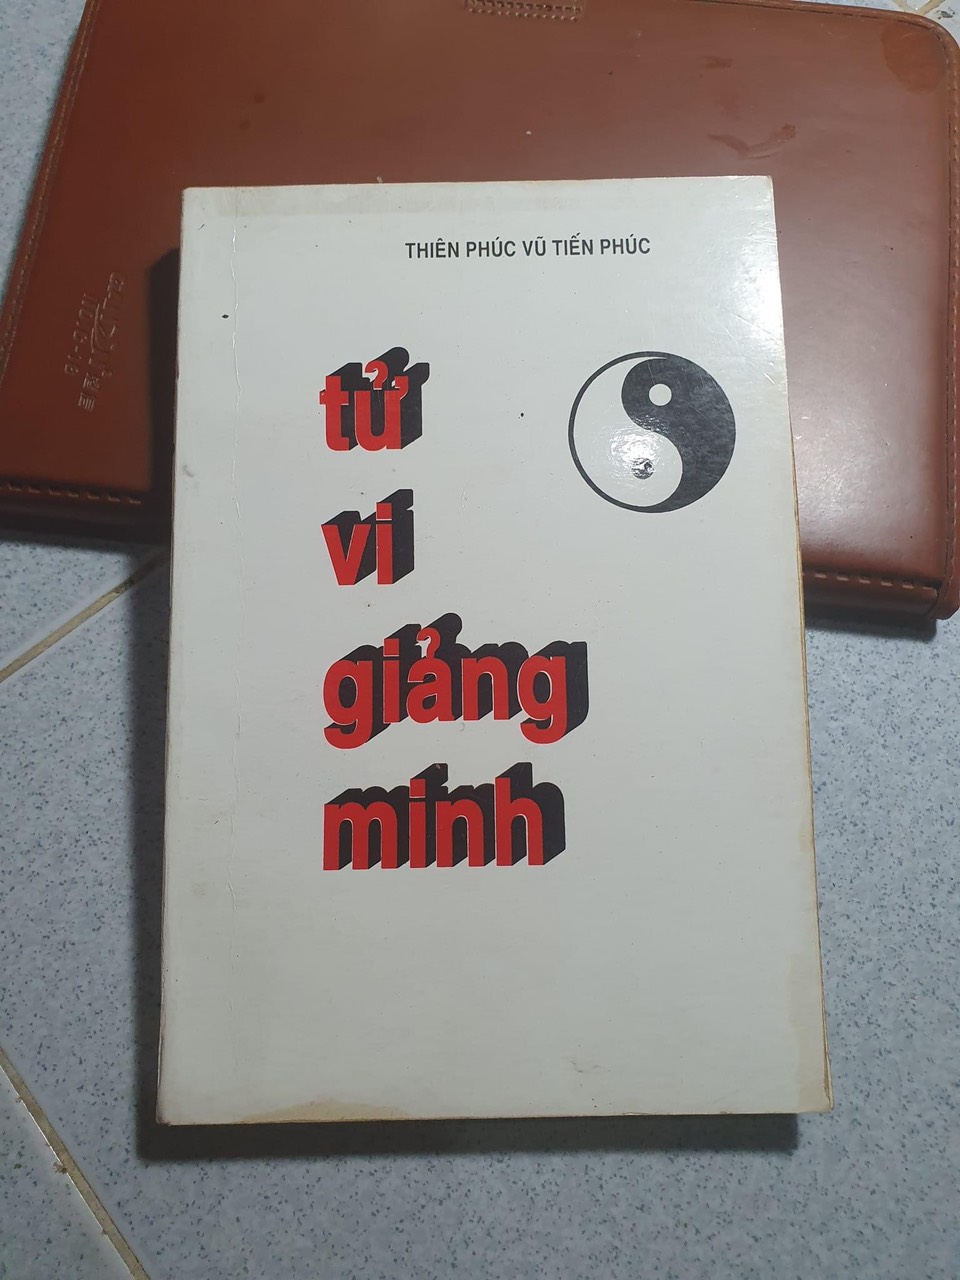 THIÊN PHÚC VŨ TIẾN PHÚC
tử
vi
giảng
minh